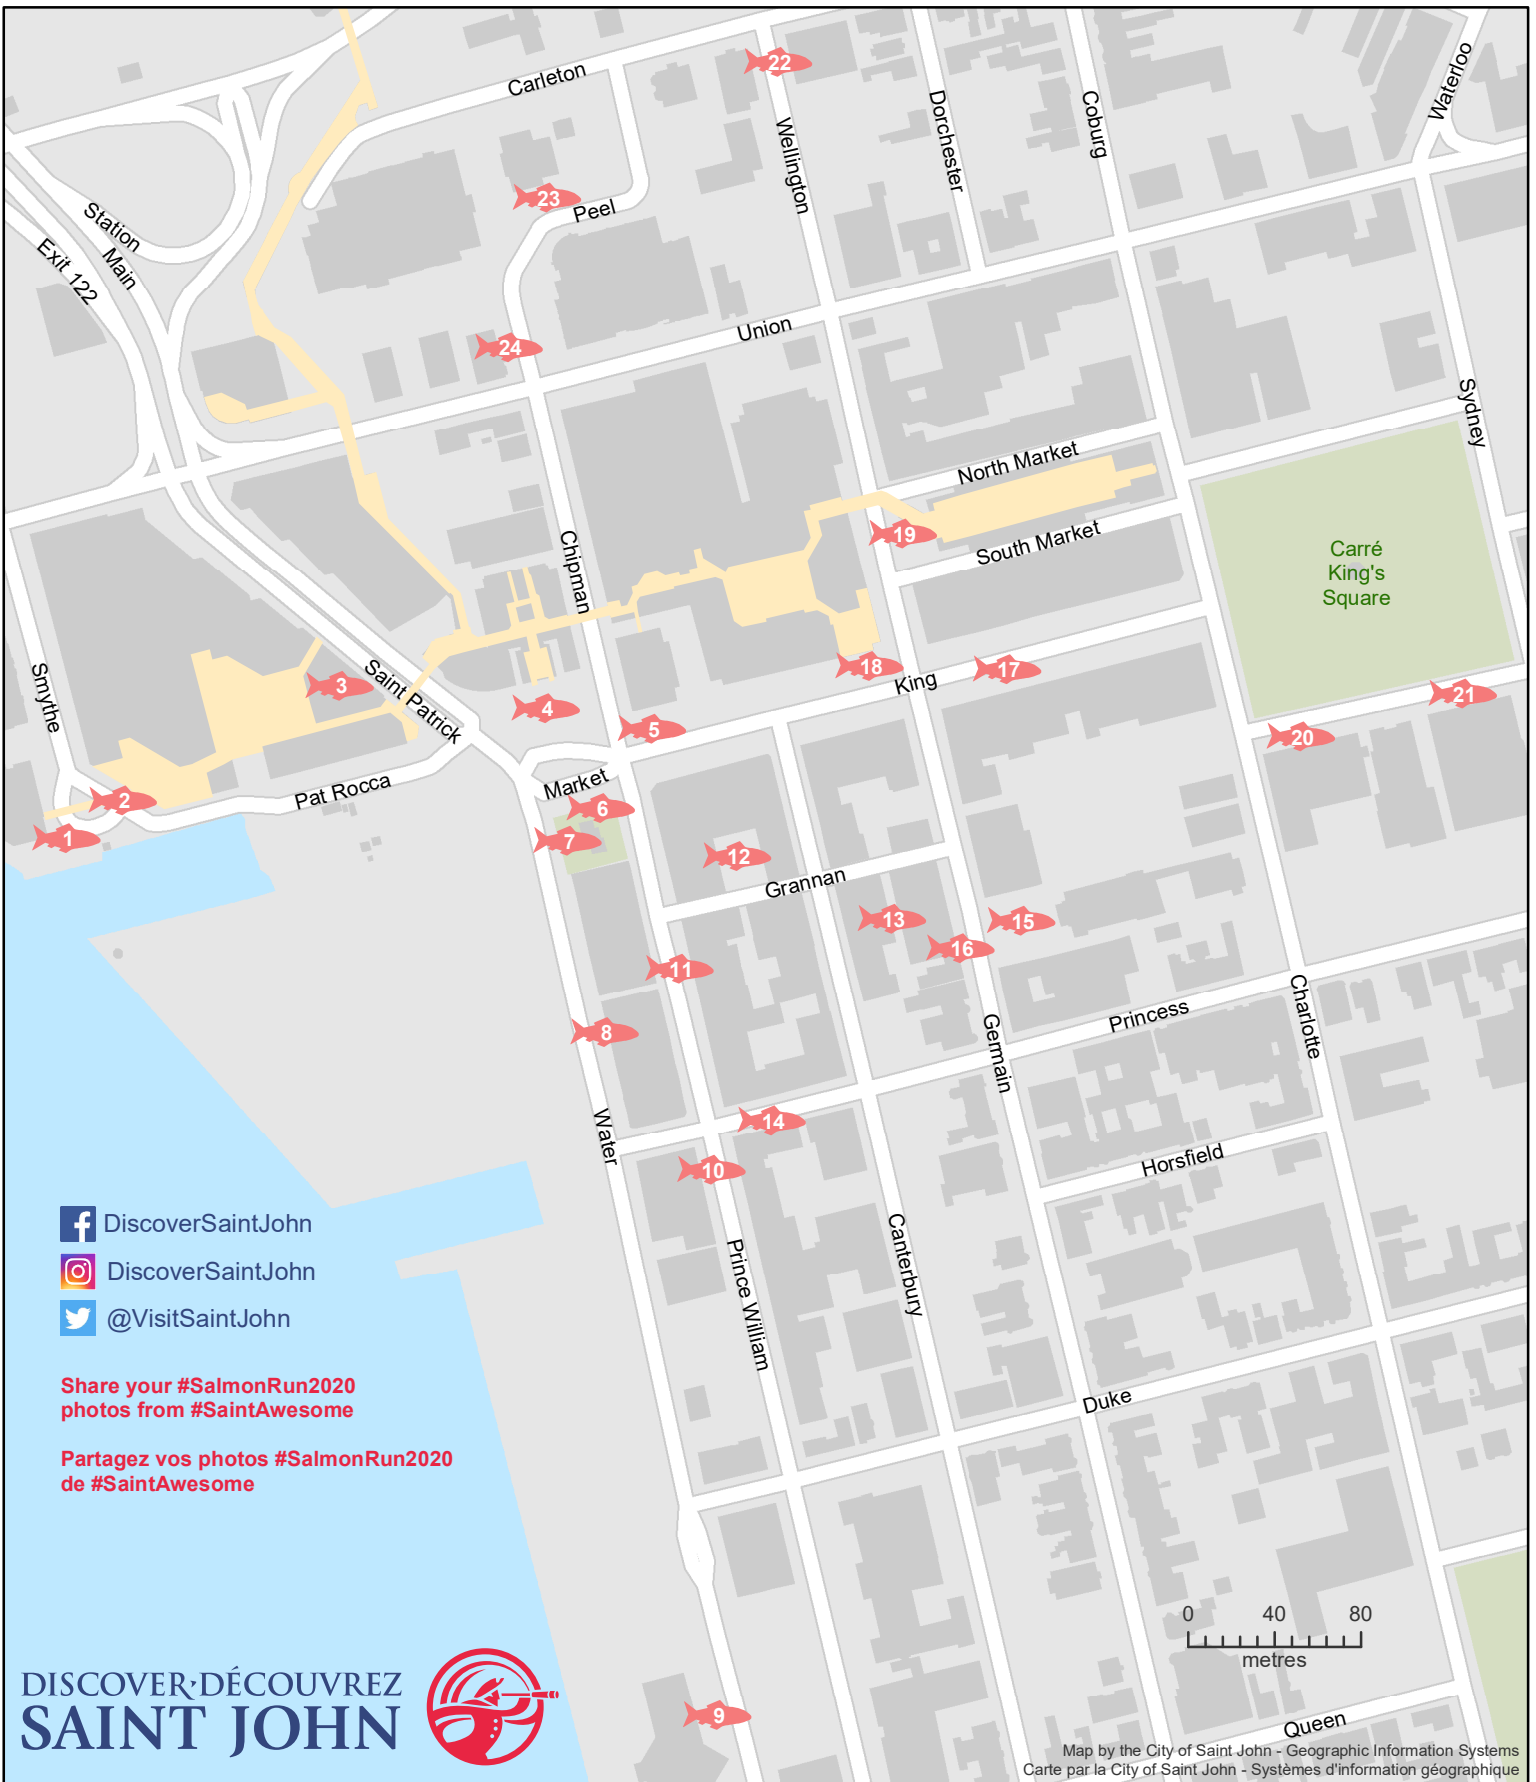 22
Carleton
Waterloo
Dorchester
Coburg
Wellington
23
Peel
Station
Main
Exit 122
Union
24
Sydney
North Market
19
South Market
Chipman
Carré
King's
Square
Smythe
3
Saint Patrick
18
17
King
21
4
5
20
Market
Pat Rocca
2
6
1
7
12
Grannan
13
15
16
11
Charlotte
Princess
8
Germain
14
Water
10
Horsfield
DiscoverSaintJohn
DiscoverSaintJohn
@VisitSaintJohn
Prince William
Canterbury
Share your #SalmonRun2020
photos from #SaintAwesome
Duke
Partagez vos photos #SalmonRun2020
de #SaintAwesome
0 40 80
metres
DISCOVER·DÉCOUVREZ
SAINT JOHN
9
Queen
Map by the City of Saint John - Geographic Information Systems
Carte par la City of Saint John - Systèmes d'information géographique